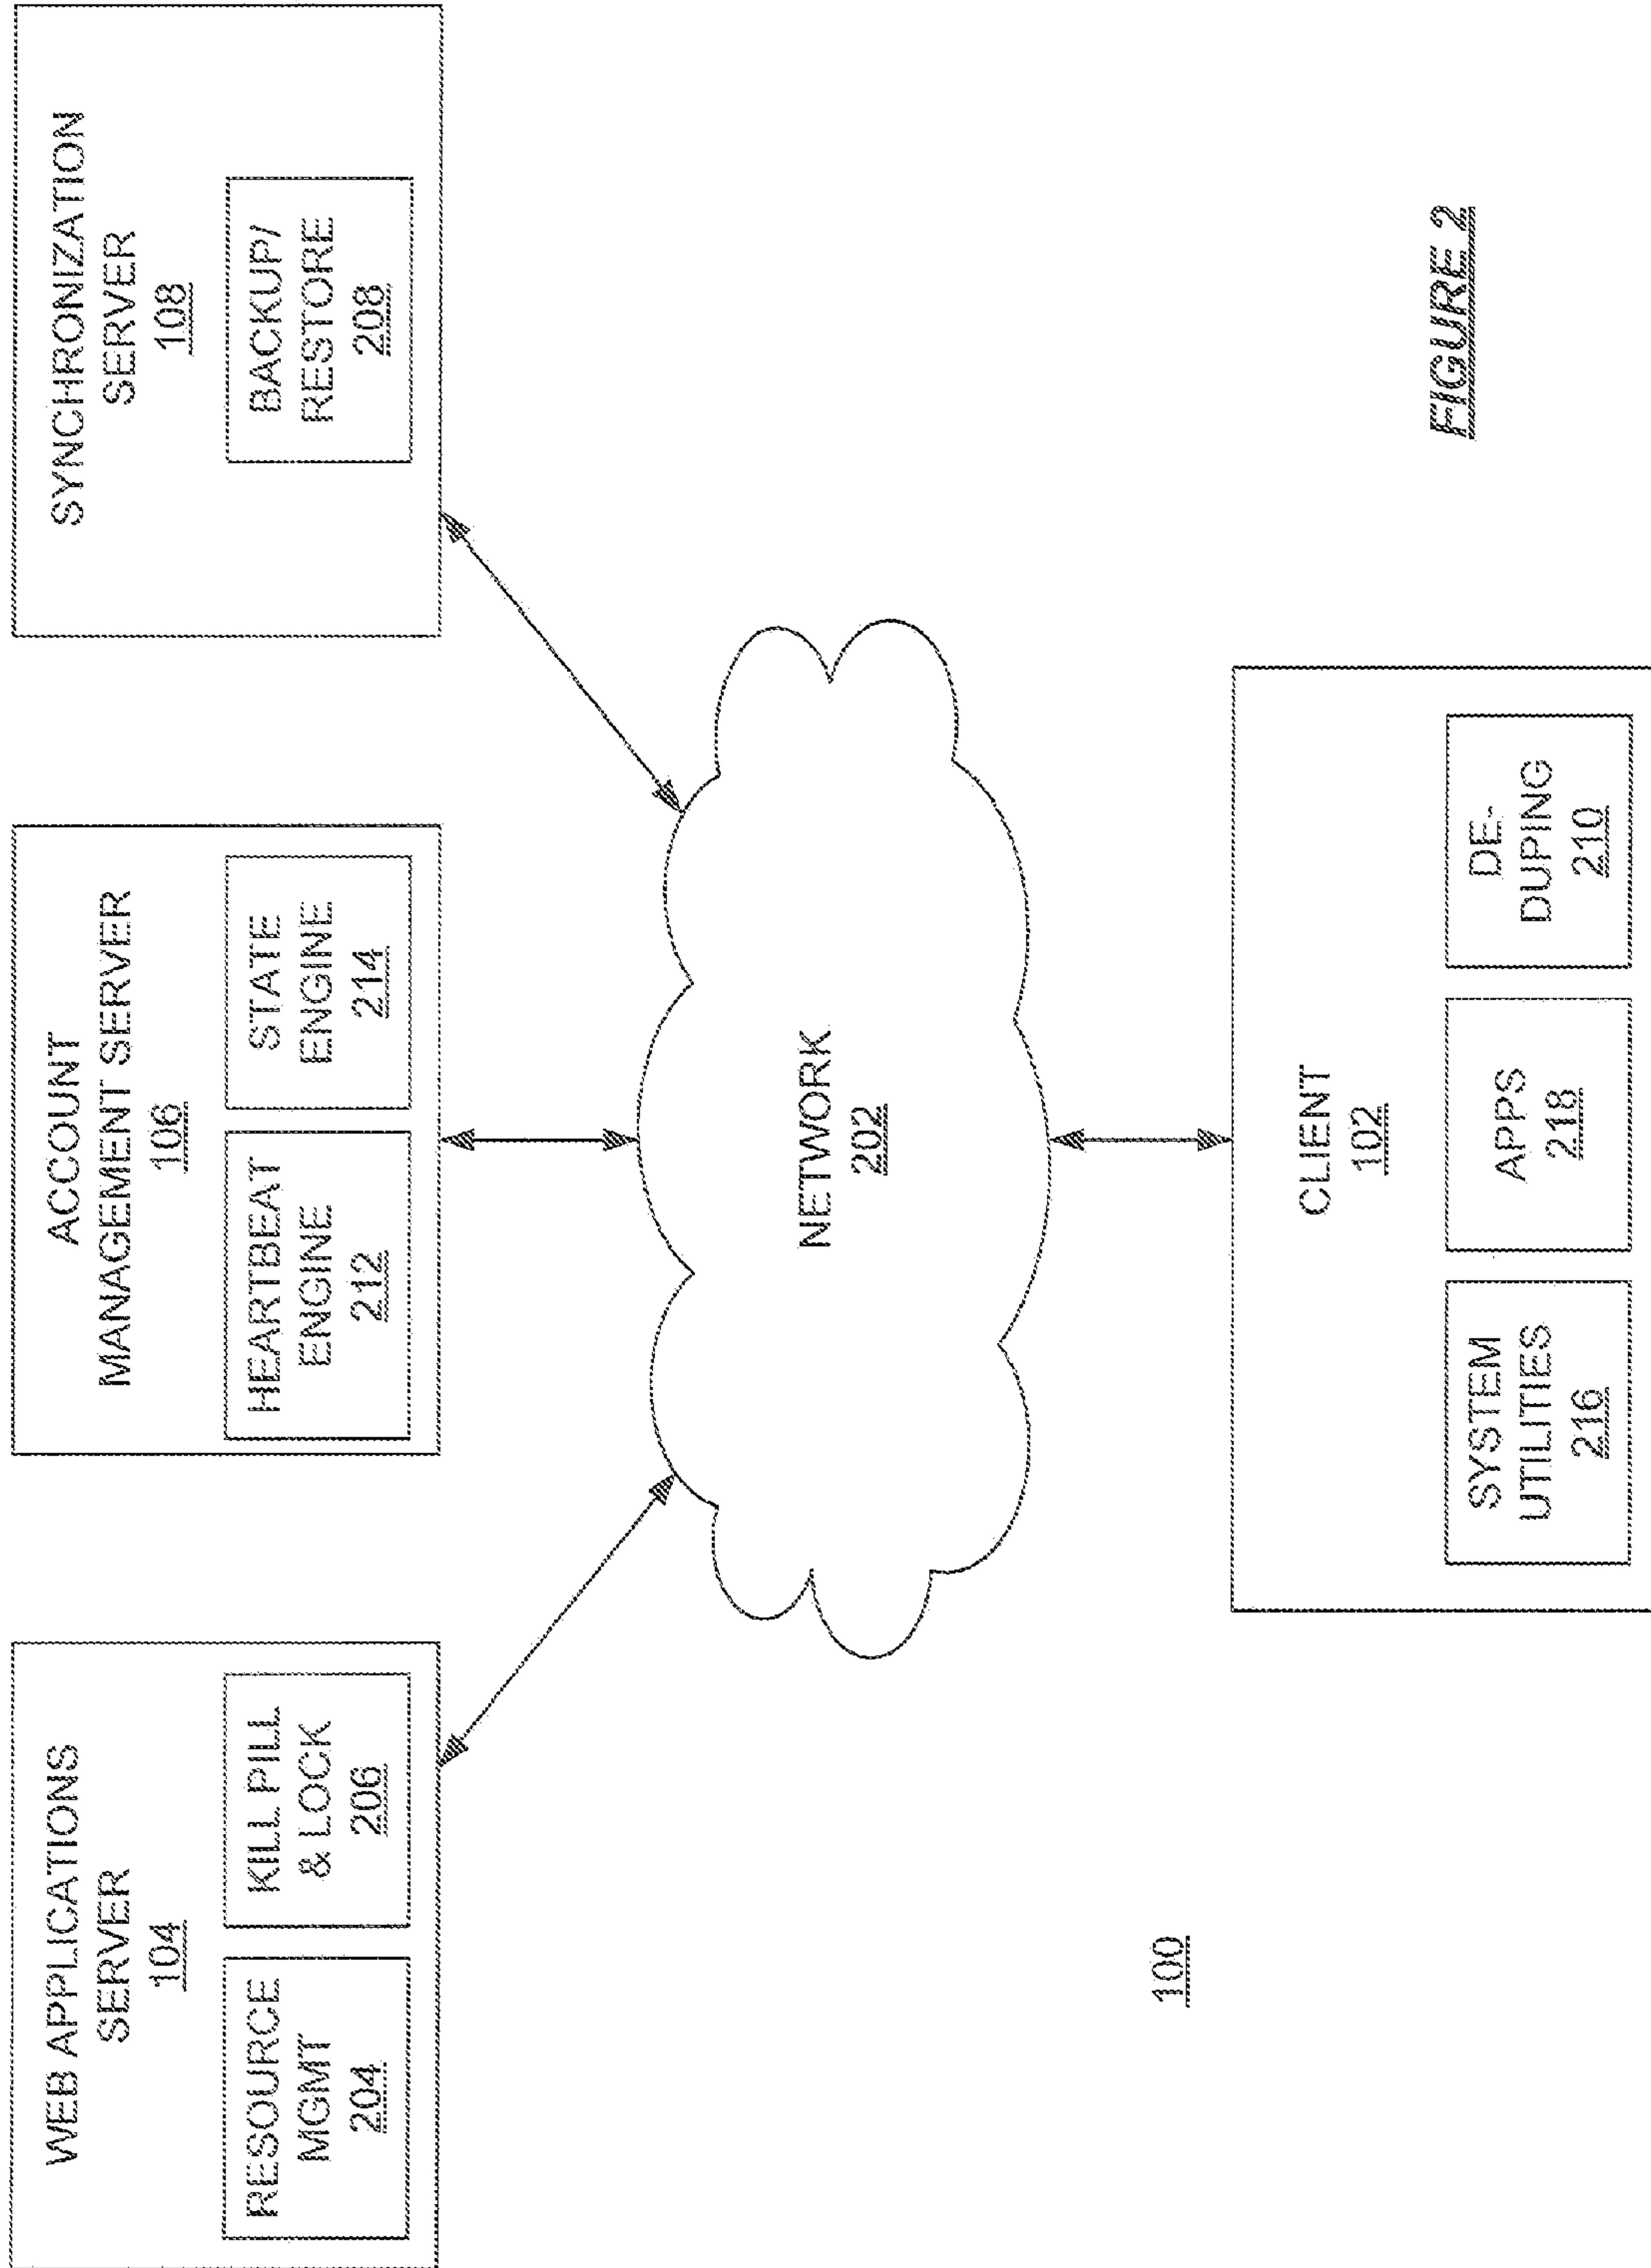 WEB APPLICATIONS
SERVER
104
RESOURCE
MGMT
204
KILL PILL
& LOCK
206
ACCOUNT
MANAGEMENT SERVER
106
HEARTBEAT
ENGINE
212
STATE
ENGINE
214
SYNCHRONIZATION
SERVER
108
BACKUP/
RESTORE
208
NETWORK
202
100
CLIENT
102
SYSTEM
UTILITIES
216
APPS
218
DE-
DUPING
210
FIGURE 2